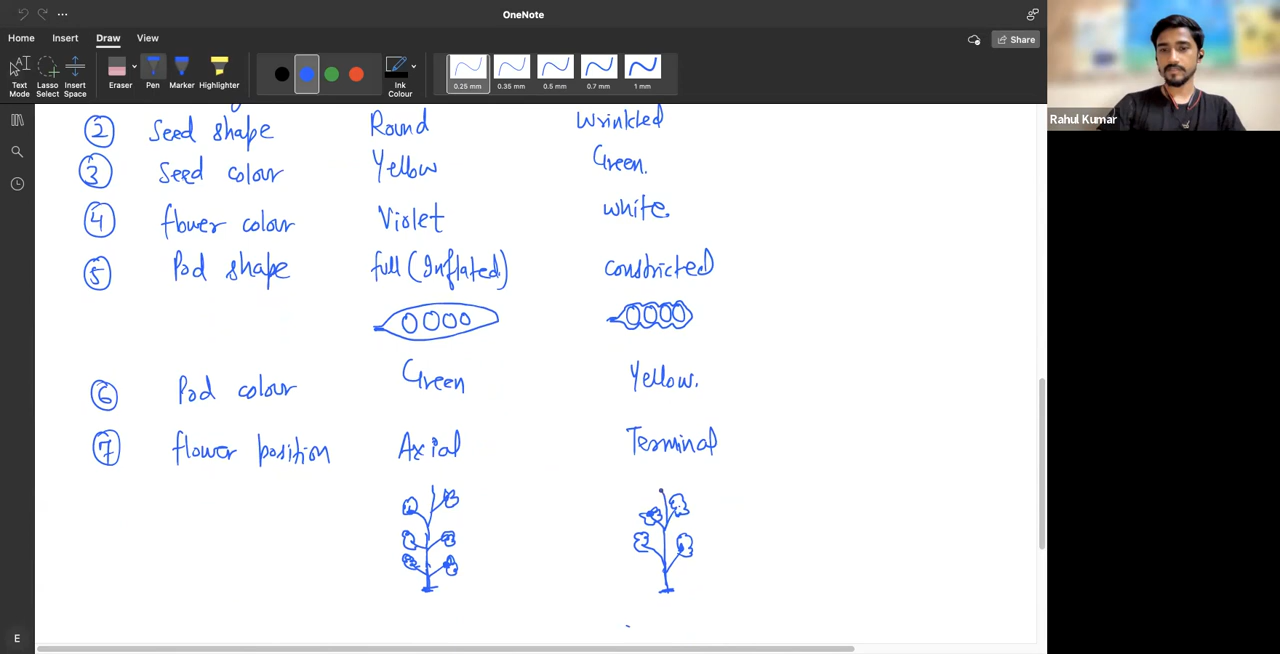 OneNote
Home Insert Draw View
Share
Text Mode Lasso Select Insert Space Eraser Pen Marker Highlighter Ink Colour 0.25 mm 0.35 mm 0.5 mm 0.7 mm 1 mm
Rahul Kumar
2 Seed shape Round Wrinkled
3 Seed colour Yellow Green.
4 flower colour Violet white.
5 Pod shape full (Inflated) constricted
6 Pod colour Green Yellow.
7 flower position Axial Terminal
E